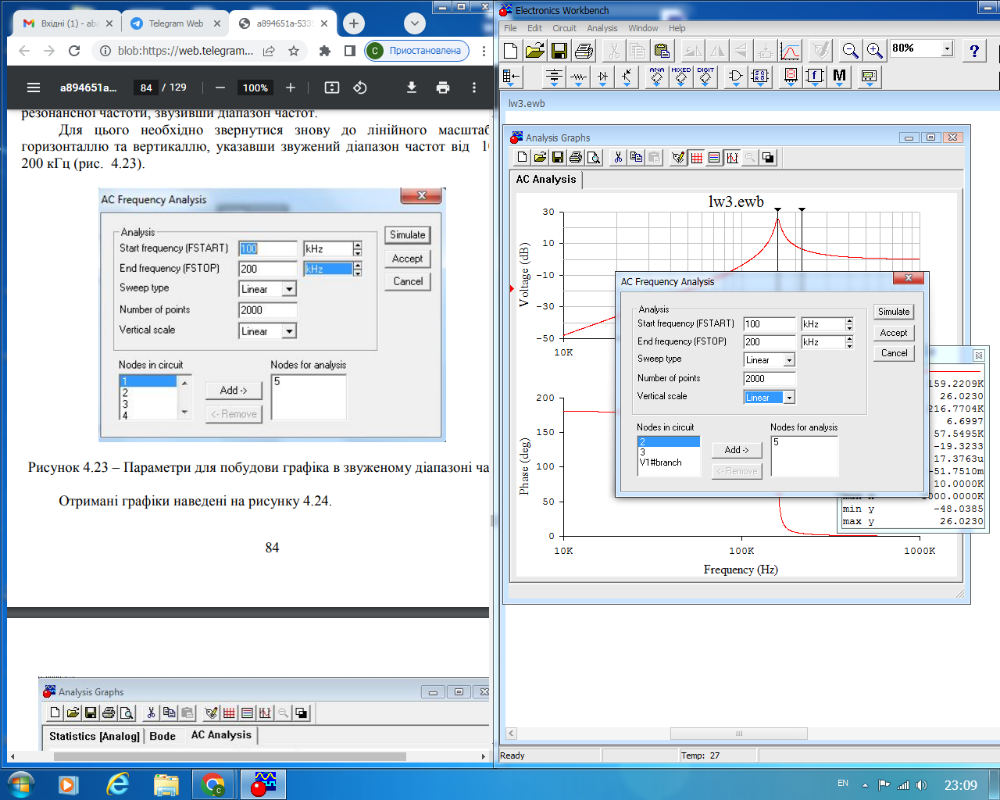 Вхідні (1) - aba
Telegram Web
a894651a-5335
blob:https://web.telegram...
С
Приостановлена
a894651a...
84 / 129
100%
резонансної частоти, звузивши діапазон частот.
Для цього необхідно звернутися знову до лінійного масштаб
горизонталлю та вертикаллю, указавши звужений діапазон частот від 1
200 кГц (рис. 4.23).
AC Frequency Analysis
Analysis
Start frequency (FSTART) 100 kHz
End frequency (FSTOP) 200 kHz
Sweep type Linear
Number of points 2000
Vertical scale Linear
Simulate
Accept
Cancel
Nodes in circuit
1
2
3
4
Add ->
<- Remove
Nodes for analysis
5
Рисунок 4.23 – Параметри для побудови графіка в звуженому діапазоні ча
Отримані графіки наведені на рисунку 4.24.
84
Analysis Graphs
Statistics [Analog] Bode AC Analysis
Electronics Workbench
File Edit Circuit Analysis Window Help
80%
?
ANA MIXED DIGIT
M
lw3.ewb
Analysis Graphs
AC Analysis
lw3.ewb
Voltage (dB)
30
10
-10
-30
-50
10K
AC Frequency Analysis
Analysis
Start frequency (FSTART) 100 kHz
End frequency (FSTOP) 200 kHz
Sweep type Linear
Number of points 2000
Vertical scale Linear
Simulate
Accept
Cancel
Nodes in circuit
2
3
V1#branch
Add ->
<- Remove
Nodes for analysis
5
159.2209K
26.0230
216.7704K
6.6997
57.5495K
-19.3233
17.3763u
-51.7510m
10.0000K
1000.0000K
min y -48.0385
max y 26.0230
Phase (deg)
200
150
100
50
0
10K 100K 1000K
Frequency (Hz)
Ready
Temp: 27
EN
23:09